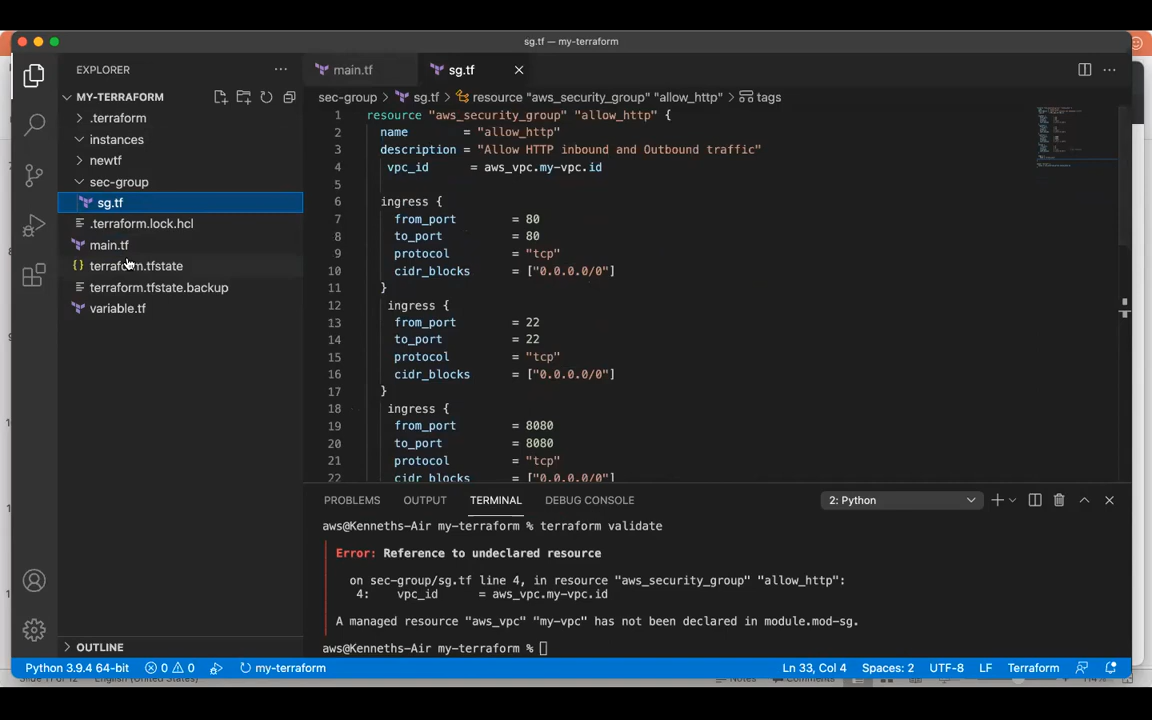 sg.tf — my-terraform
EXPLORER
MY-TERRAFORM
.terraform
instances
newtf
sec-group
sg.tf
.terraform.lock.hcl
main.tf
terraform.tfstate
terraform.tfstate.backup
variable.tf
OUTLINE
main.tf
sg.tf
sec-group > sg.tf > resource "aws_security_group" "allow_http" > tags
1 resource "aws_security_group" "allow_http" {
2 name = "allow_http"
3 description = "Allow HTTP inbound and Outbound traffic"
4 vpc_id = aws_vpc.my-vpc.id
5
6 ingress {
7 from_port = 80
8 to_port = 80
9 protocol = "tcp"
10 cidr_blocks = ["0.0.0.0/0"]
11 }
12 ingress {
13 from_port = 22
14 to_port = 22
15 protocol = "tcp"
16 cidr_blocks = ["0.0.0.0/0"]
17 }
18 ingress {
19 from_port = 8080
20 to_port = 8080
21 protocol = "tcp"
22 cidr_blocks = ["0.0.0.0/0"]
PROBLEMS OUTPUT TERMINAL DEBUG CONSOLE 2: Python
aws@Kenneths-Air my-terraform % terraform validate
Error: Reference to undeclared resource
on sec-group/sg.tf line 4, in resource "aws_security_group" "allow_http":
4: vpc_id = aws_vpc.my-vpc.id
A managed resource "aws_vpc" "my-vpc" has not been declared in module.mod-sg.
aws@Kenneths-Air my-terraform %
Python 3.9.4 64-bit 0 0 my-terraform Ln 33, Col 4 Spaces: 2 UTF-8 LF Terraform